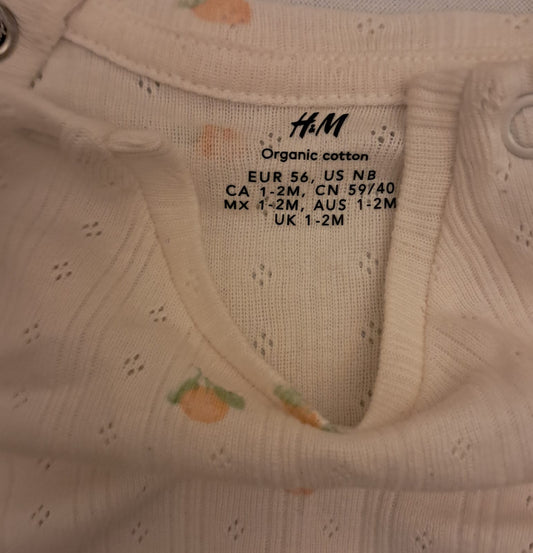 H&M
Organic cotton
EUR 56, US NB
CA 1-2M, CN 59/40
MX 1-2M, AUS 1-2M
UK 1-2M